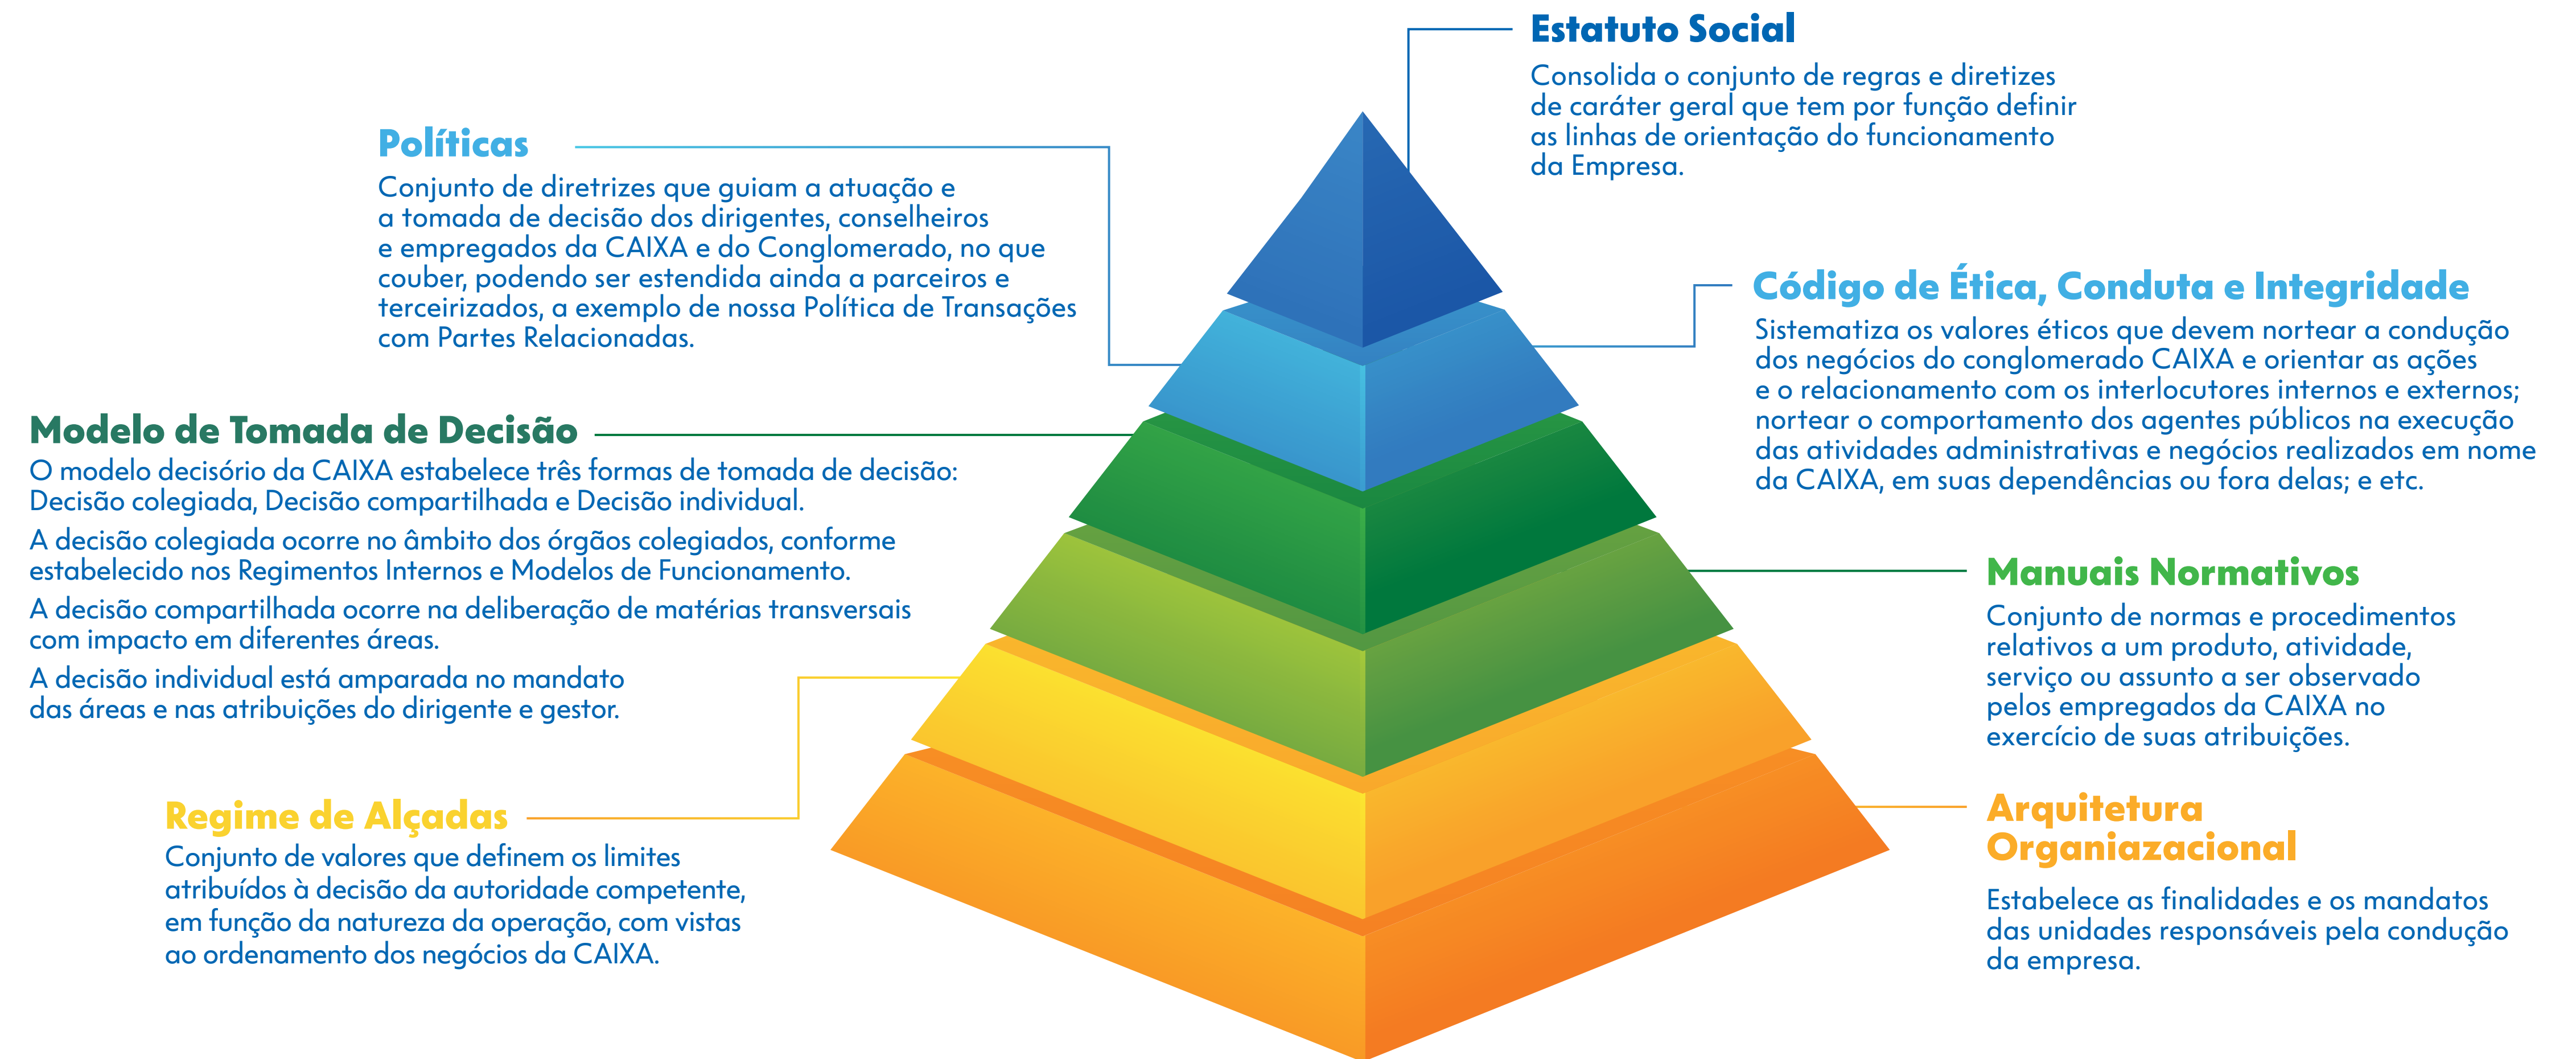 Estatuto Social
Consolida o conjunto de regras e diretizes
de caráter geral que tem por função definir
as linhas de orientação do funcionamento
da Empresa.
Políticas
Conjunto de diretrizes que guiam a atuação e
a tomada de decisão dos dirigentes, conselheiros
e empregados da CAIXA e do Conglomerado, no que
couber, podendo ser estendida ainda a parceiros e
terceirizados, a exemplo de nossa Política de Transações
com Partes Relacionadas.
Código de Ética, Conduta e Integridade
Sistematiza os valores éticos que devem nortear a condução
dos negócios do conglomerado CAIXA e orientar as ações
e o relacionamento com os interlocutores internos e externos;
nortear o comportamento dos agentes públicos na execução
das atividades administrativas e negócios realizados em nome
da CAIXA, em suas dependências ou fora delas; e etc.
Modelo de Tomada de Decisão
O modelo decisório da CAIXA estabelece três formas de tomada de decisão:
Decisão colegiada, Decisão compartilhada e Decisão individual.
A decisão colegiada ocorre no âmbito dos órgãos colegiados, conforme
estabelecido nos Regimentos Internos e Modelos de Funcionamento.
A decisão compartilhada ocorre na deliberação de matérias transversais
com impacto em diferentes áreas.
A decisão individual está amparada no mandato
das áreas e nas atribuições do dirigente e gestor.
Manuais Normativos
Conjunto de normas e procedimentos
relativos a um produto, atividade,
serviço ou assunto a ser observado
pelos empregados da CAIXA no
exercício de suas atribuições.
Regime de Alçadas
Conjunto de valores que definem os limites
atribuídos à decisão da autoridade competente,
em função da natureza da operação, com vistas
ao ordenamento dos negócios da CAIXA.
Arquitetura
Organiazacional
Estabelece as finalidades e os mandatos
das unidades responsáveis pela condução
da empresa.